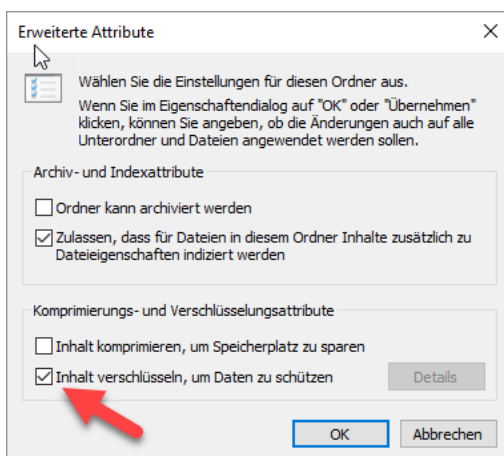 Erweiterte Attribute
Wählen Sie die Einstellungen für diesen Ordner aus.
Wenn Sie im Eigenschaftendialog auf "OK" oder "Übernehmen"
klicken, können Sie angeben, ob die Änderungen auch auf alle
Unterordner und Dateien angewendet werden sollen.
Archiv- und Indexattribute
Ordner kann archiviert werden
Zulassen, dass für Dateien in diesem Ordner Inhalte zusätzlich zu
Dateieigenschaften indiziert werden
Komprimierungs- und Verschlüsselungsattribute
Inhalt komprimieren, um Speicherplatz zu sparen
Inhalt verschlüsseln, um Daten zu schützen
Details
OK
Abbrechen